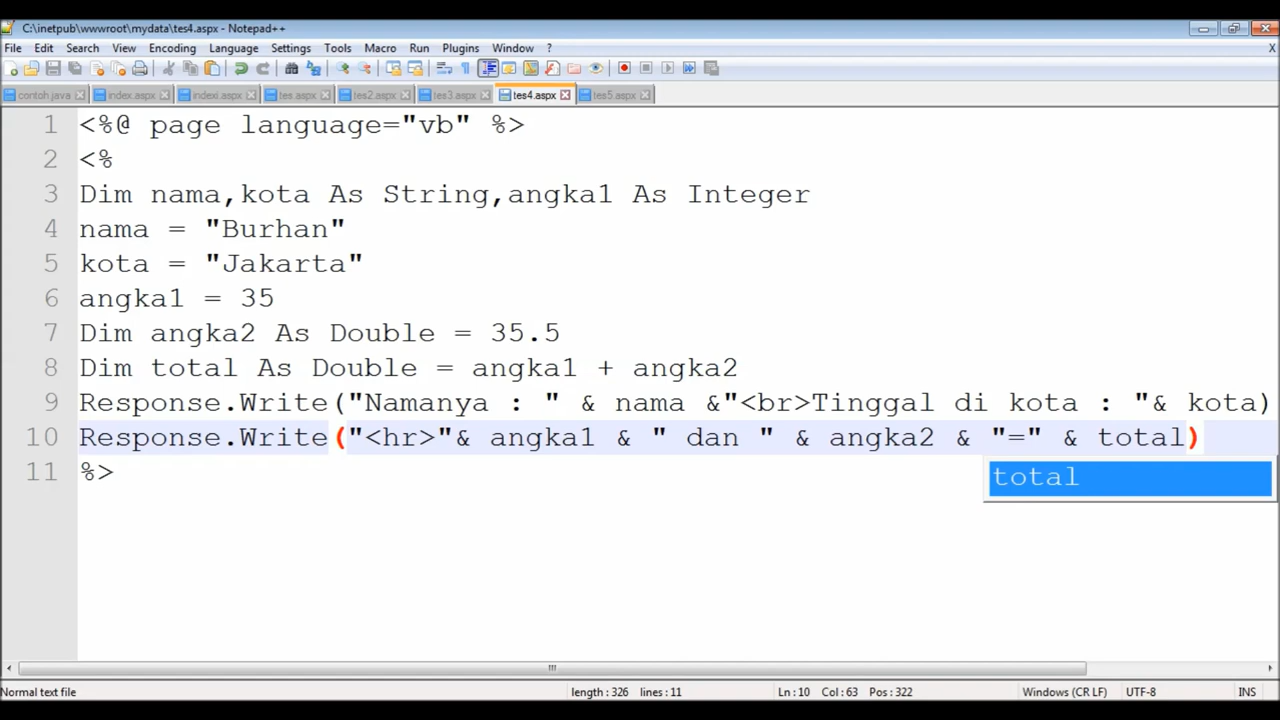 C:\inetpub\wwwroot\mydata\tes4.aspx - Notepad++
File Edit Search View Encoding Language Settings Tools Macro Run Plugins Window ? X
contoh.java index.aspx indexi.aspx tes.aspx tes2.aspx tes3.aspx tes4.aspx tes5.aspx
1 <%@ page language="vb" %>
2 <%
3 Dim nama,kota As String,angka1 As Integer
4 nama = "Burhan"
5 kota = "Jakarta"
6 angka1 = 35
7 Dim angka2 As Double = 35.5
8 Dim total As Double = angka1 + angka2
9 Response.Write("Namanya : " & nama &"<br>Tinggal di kota : "& kota)
10 Response.Write("<hr>"& angka1 & " dan " & angka2 & "=" & total)
11 %>
total
Normal text file length : 326 lines : 11 Ln : 10 Col : 63 Pos : 322 Windows (CR LF) UTF-8 INS